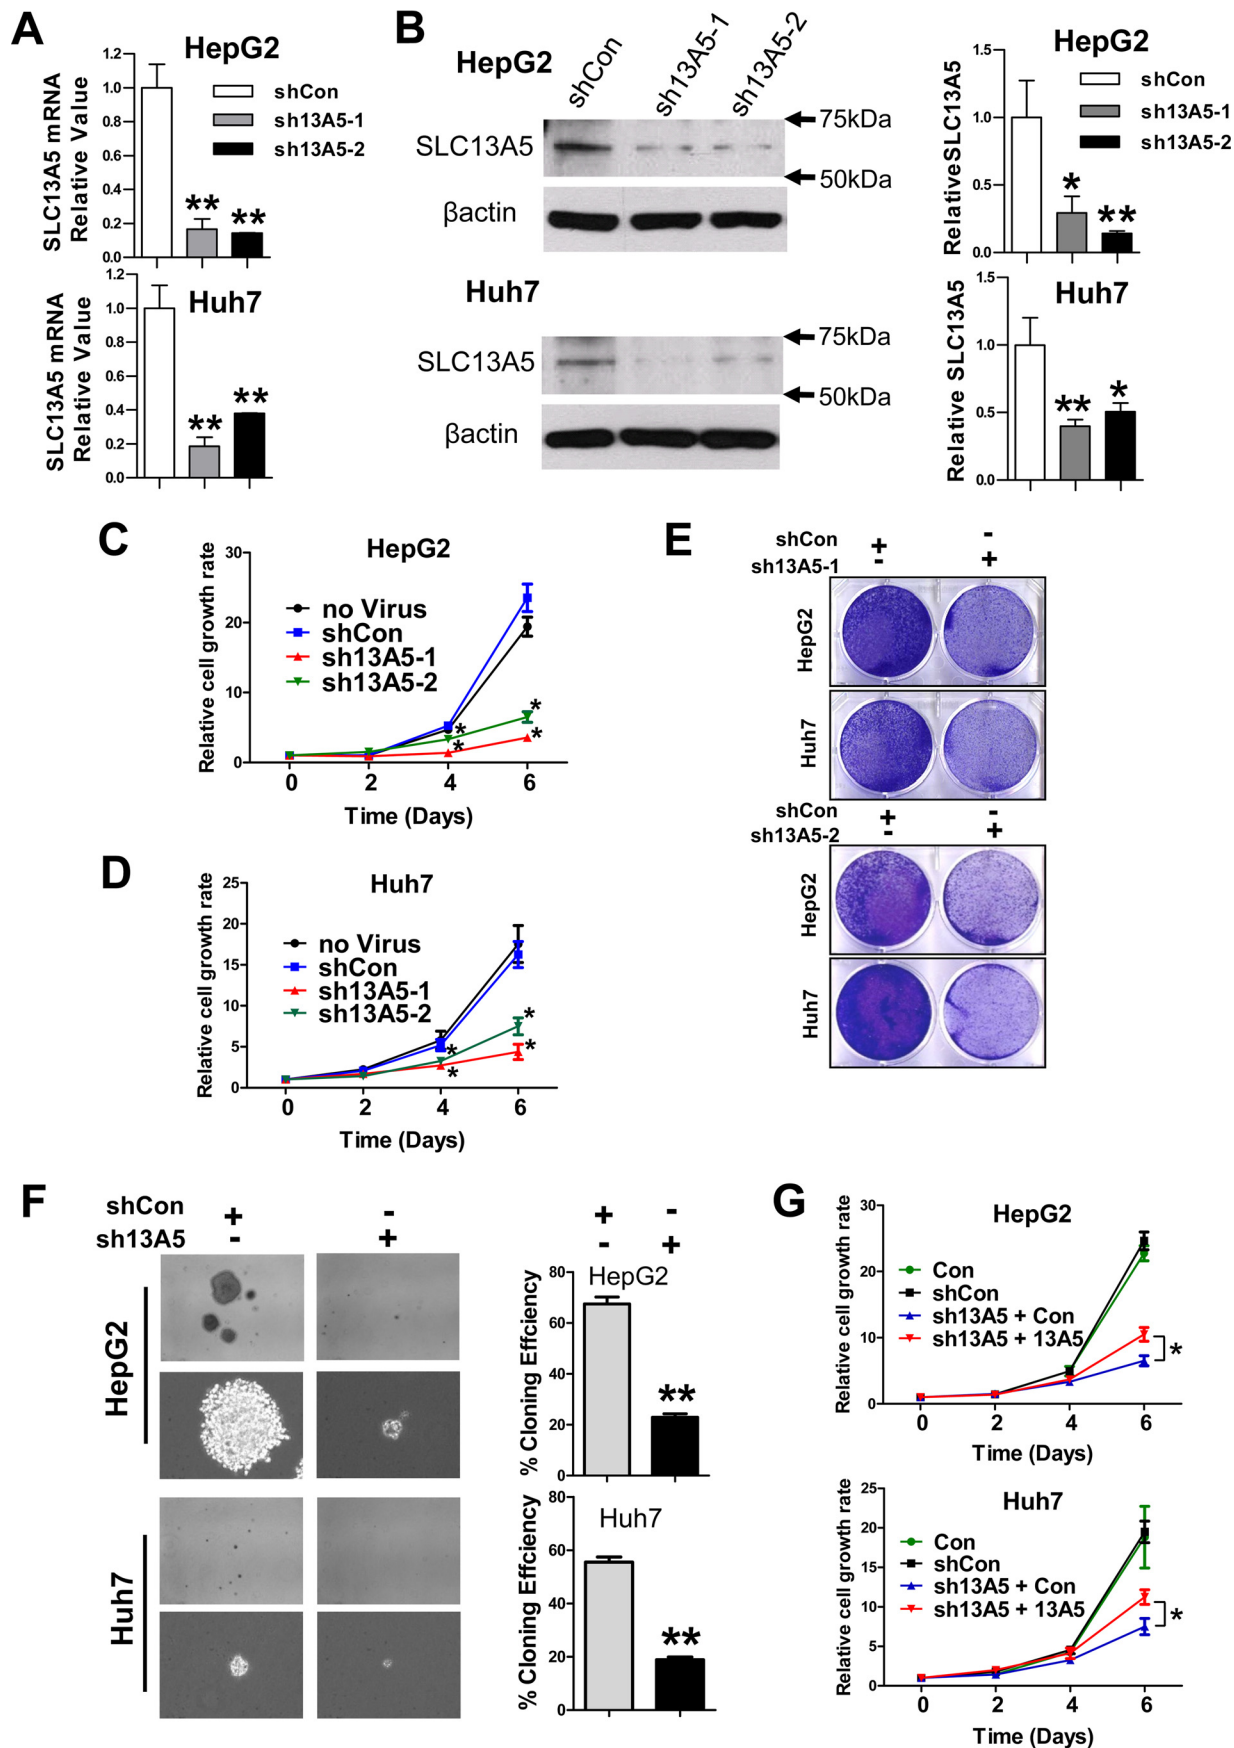 A
HepG2
SLC13A5 mRNA
Relative Value
1.2
1.0
0.8
0.6
0.4
0.2
0.0
shCon
sh13A5-1
sh13A5-2
**
**
Huh7
SLC13A5 mRNA
Relative Value
1.2
1.0
0.8
0.6
0.4
0.2
0.0
**
**
B
HepG2
shCon
sh13A5-1
sh13A5-2
SLC13A5
75kDa
50kDa
βactin
Huh7
SLC13A5
75kDa
50kDa
βactin
HepG2
RelativeSLC13A5
1.5
1.0
0.5
0.0
shCon
sh13A5-1
sh13A5-2
*
**
Huh7
Relative SLC13A5
1.5
1.0
0.5
0.0
**
*
C
HepG2
Relative cell growth rate
30
20
10
0
no Virus
shCon
sh13A5-1
sh13A5-2
*
*
*
*
0 2 4 6
Time (Days)
D
Huh7
Relative cell growth rate
25
20
15
10
5
0
no Virus
shCon
sh13A5-1
sh13A5-2
*
*
*
*
0 2 4 6
Time (Days)
E
shCon + -
sh13A5-1 - +
HepG2
Huh7
shCon + -
sh13A5-2 - +
HepG2
Huh7
F
shCon + -
sh13A5 - +
HepG2
Huh7
+ -
- +
HepG2
% Cloning Effciency
80
60
40
20
0
**
Huh7
% Cloning Effciency
80
60
40
20
0
**
G
HepG2
Relative cell growth rate
30
20
10
0
Con
shCon
sh13A5 + Con
sh13A5 + 13A5
*
0 2 4 6
Time (Days)
Huh7
Relative cell growth rate
25
20
15
10
5
0
Con
shCon
sh13A5 + Con
sh13A5 + 13A5
*
0 2 4 6
Time (Days)